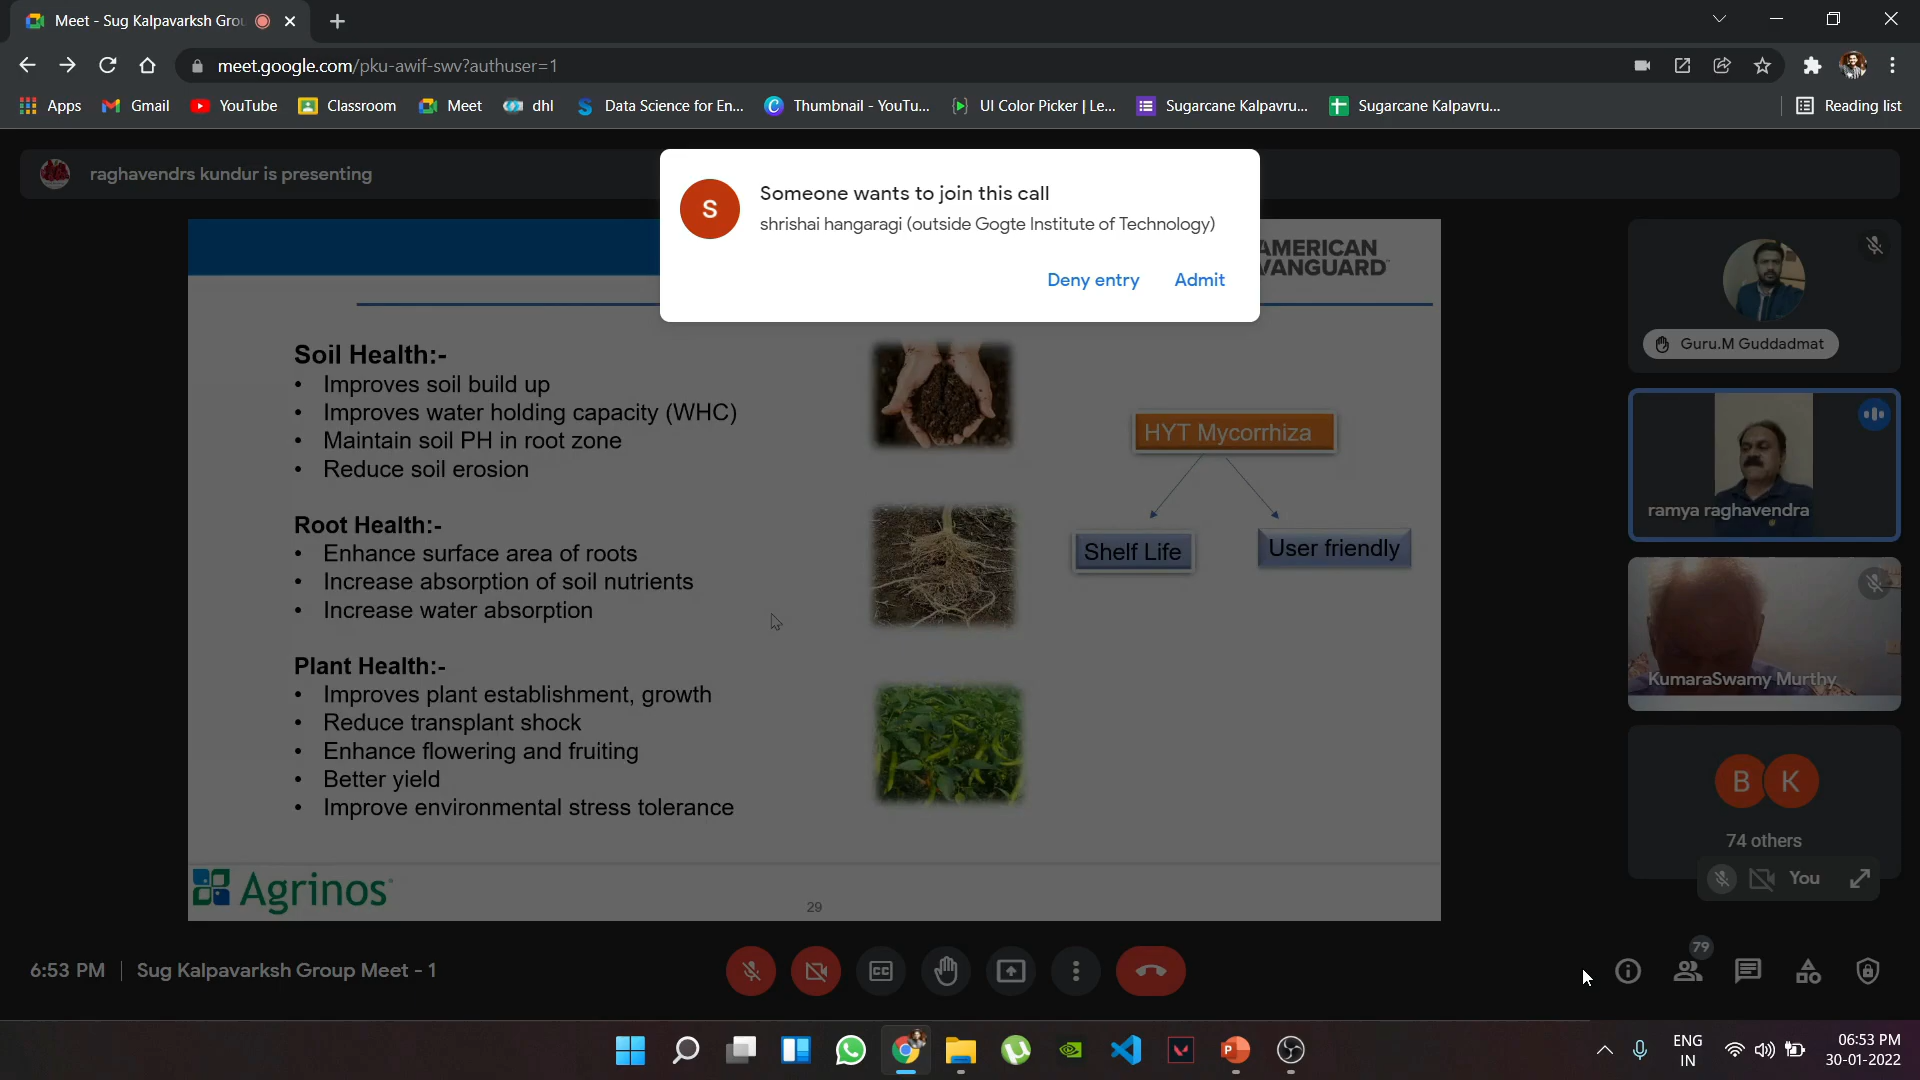 Meet - Sug Kalpavarksh Grou
meet.google.com/pku-awif-swv?authuser=1
Apps
Gmail
YouTube
Classroom
Meet
dhl
Data Science for En...
Thumbnail - YouTu...
UI Color Picker | Le...
Sugarcane Kalpavru...
Sugarcane Kalpavru...
Reading list
raghavendrs kundur is presenting
S
Someone wants to join this call
shrishai hangaragi (outside Gogte Institute of Technology)
Deny entry
Admit
AMERICAN
VANGUARD
Soil Health:-
• Improves soil build up
• Improves water holding capacity (WHC)
• Maintain soil PH in root zone
• Reduce soil erosion
Root Health:-
• Enhance surface area of roots
• Increase absorption of soil nutrients
• Increase water absorption
Plant Health:-
• Improves plant establishment, growth
• Reduce transplant shock
• Enhance flowering and fruiting
• Better yield
• Improve environmental stress tolerance
HYT Mycorrhiza
Shelf Life
User friendly
Agrinos
29
Guru.M Guddadmat
ramya raghavendra
KumaraSwamy Murthy
B K
74 others
You
6:53 PM
Sug Kalpavarksh Group Meet - 1
CC
79
ENG
IN
06:53 PM
30-01-2022